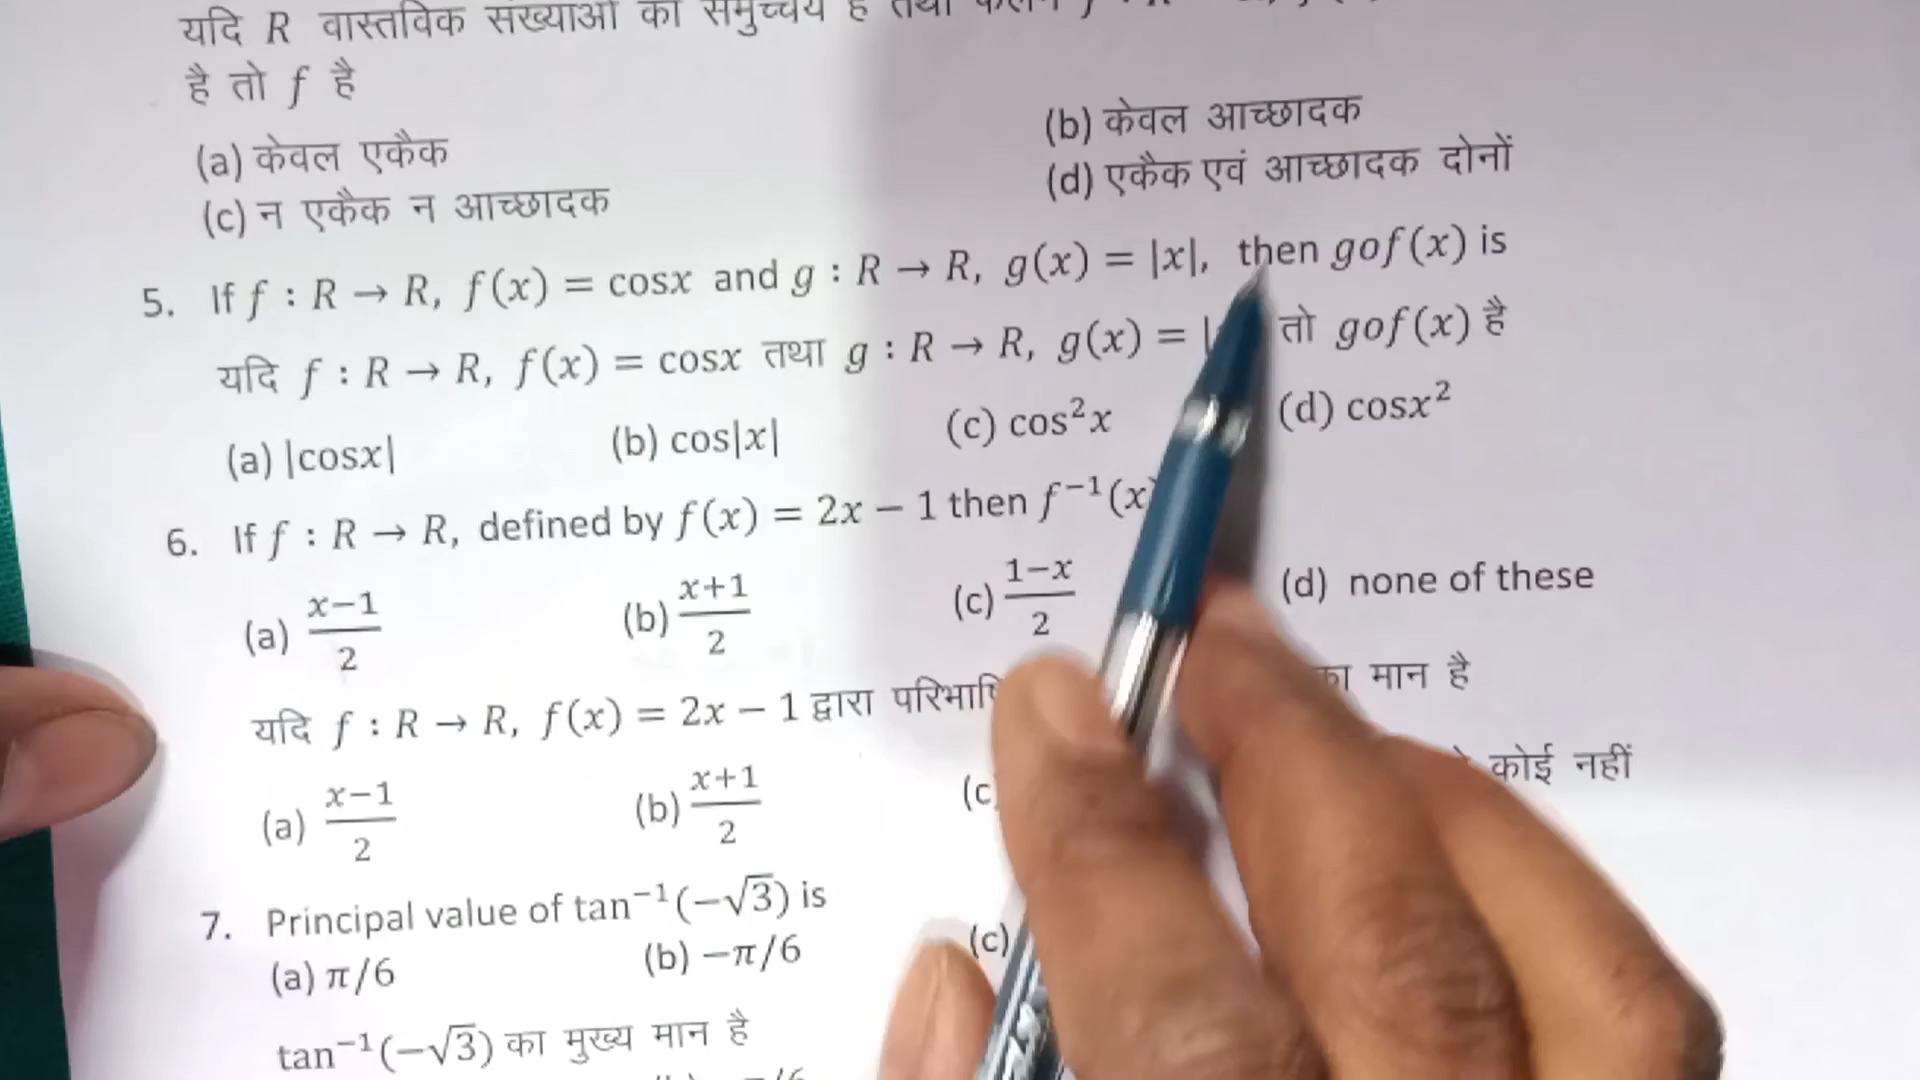 यदि R वास्तविक संख्याओं का समुच्चय है तथा
है तो f है
(a) केवल एकैक (b) केवल आच्छादक
(c) न एकैक न आच्छादक (d) एकैक एवं आच्छादक दोनों
5. If f : R → R, f(x) = cosx and g : R → R, g(x) = |x|, then gof(x) is
यदि f : R → R, f(x) = cosx तथा g : R → R, g(x) = | तो gof(x) है
(a) |cosx| (b) cos|x| (c) cos²x (d) cosx²
6. If f : R → R, defined by f(x) = 2x − 1 then f⁻¹(x
(a) (x−1)/2 (b) (x+1)/2 (c) (1−x)/2 (d) none of these
यदि f : R → R, f(x) = 2x − 1 द्वारा का मान है
(a) (x−1)/2 (b) (x+1)/2 (c कोई नहीं
7. Principal value of tan⁻¹(−√3) is
(a) π/6 (b) −π/6 (c)
tan⁻¹(−√3) का मुख्य मान है